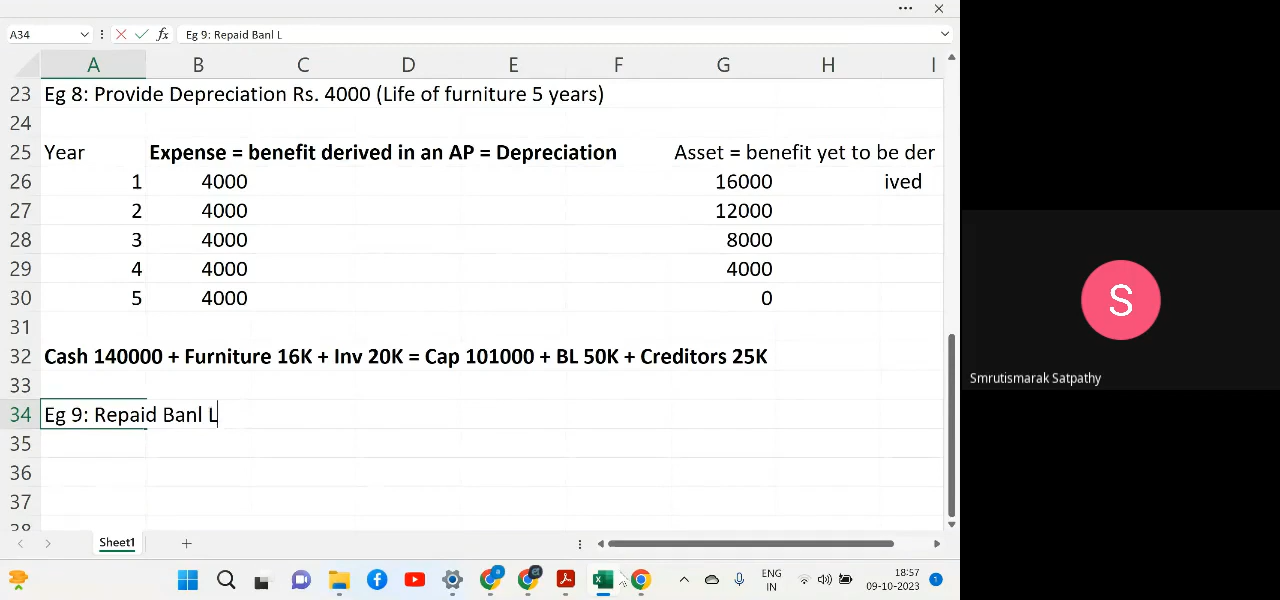 A34 fx Eg 9: Repaid Banl L
A B C D E F G H I
23 Eg 8: Provide Depreciation Rs. 4000 (Life of furniture 5 years)
24
25 Year Expense = benefit derived in an AP = Depreciation Asset = benefit yet to be der
26 1 4000 16000 ived
27 2 4000 12000
28 3 4000 8000
29 4 4000 4000
30 5 4000 0
31
32 Cash 140000 + Furniture 16K + Inv 20K = Cap 101000 + BL 50K + Creditors 25K
33
34 Eg 9: Repaid Banl L
35
36
37
38
Sheet1
S
Smrutismarak Satpathy
ENG
IN
18:57
09-10-2023
1